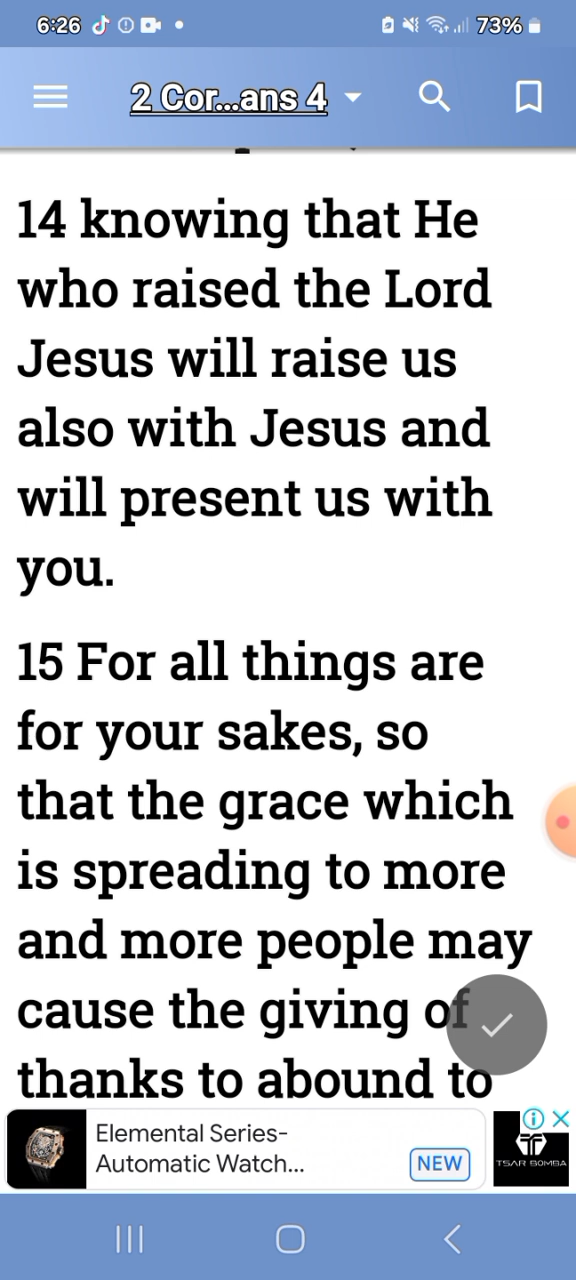 6:26
73%
2 Cor...ans 4
14 knowing that He
who raised the Lord
Jesus will raise us
also with Jesus and
will present us with
you.
15 For all things are
for your sakes, so
that the grace which
is spreading to more
and more people may
cause the giving of
thanks to abound to
Elemental Series-
Automatic Watch...
NEW
TSAR BOMBA